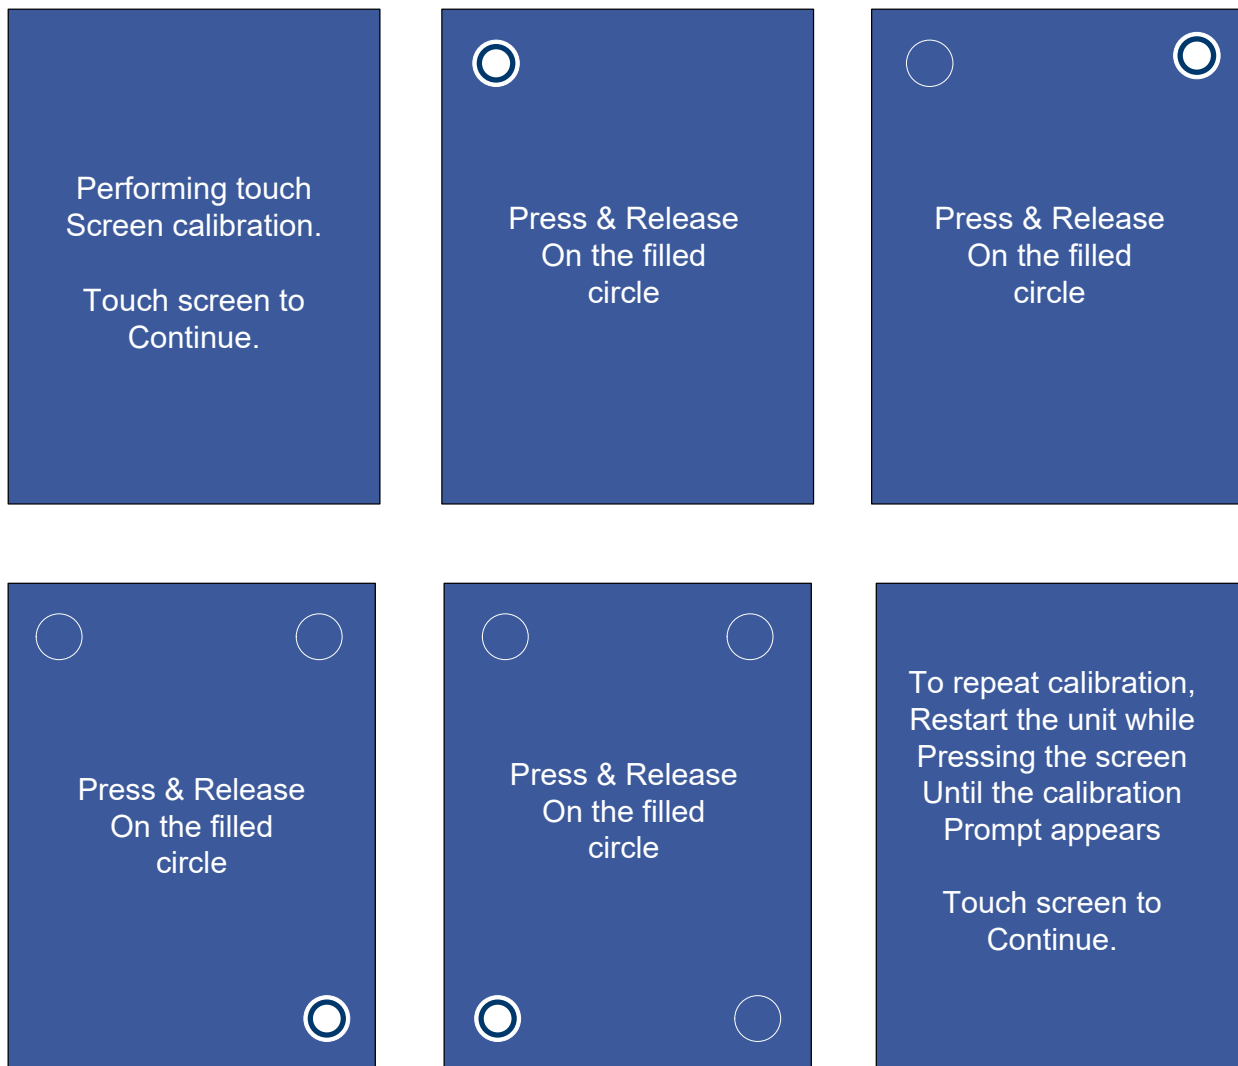 Performing touch
Screen calibration.
Touch screen to
Continue.
Press & Release
On the filled
circle
Press & Release
On the filled
circle
Press & Release
On the filled
circle
Press & Release
On the filled
circle
To repeat calibration,
Restart the unit while
Pressing the screen
Until the calibration
Prompt appears
Touch screen to
Continue.